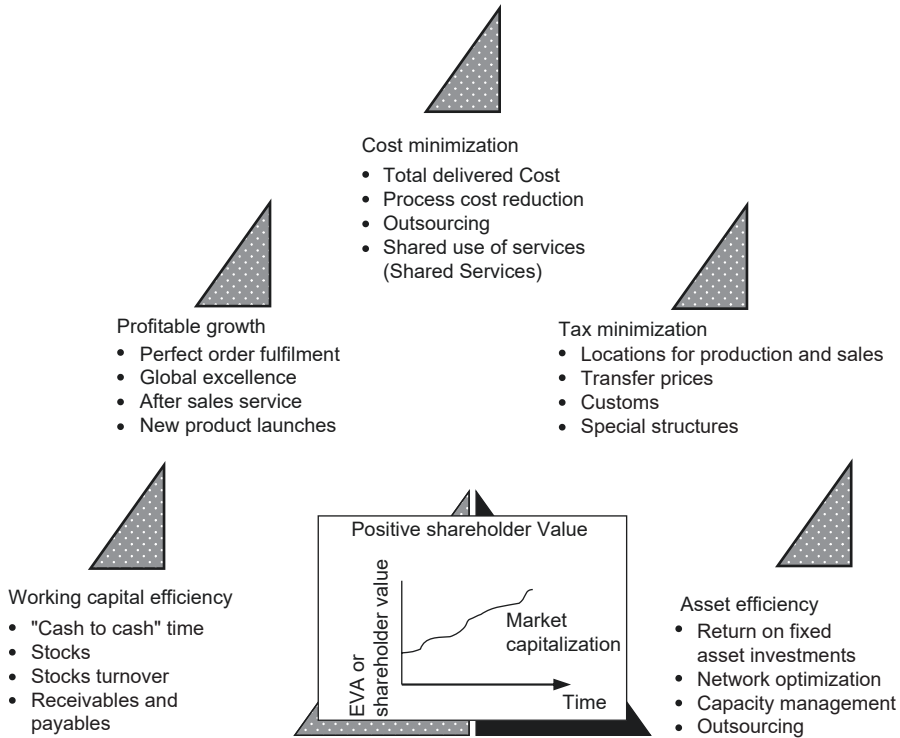 Cost minimization
• Total delivered Cost
• Process cost reduction
• Outsourcing
• Shared use of services
(Shared Services)
Profitable growth
• Perfect order fulfilment
• Global excellence
• After sales service
• New product launches
Tax minimization
• Locations for production and sales
• Transfer prices
• Customs
• Special structures
Working capital efficiency
• "Cash to cash" time
• Stocks
• Stocks turnover
• Receivables and
payables
Positive shareholder Value
EVA or
shareholder value
Market
capitalization
Time
Asset efficiency
• Return on fixed
asset investments
• Network optimization
• Capacity management
• Outsourcing